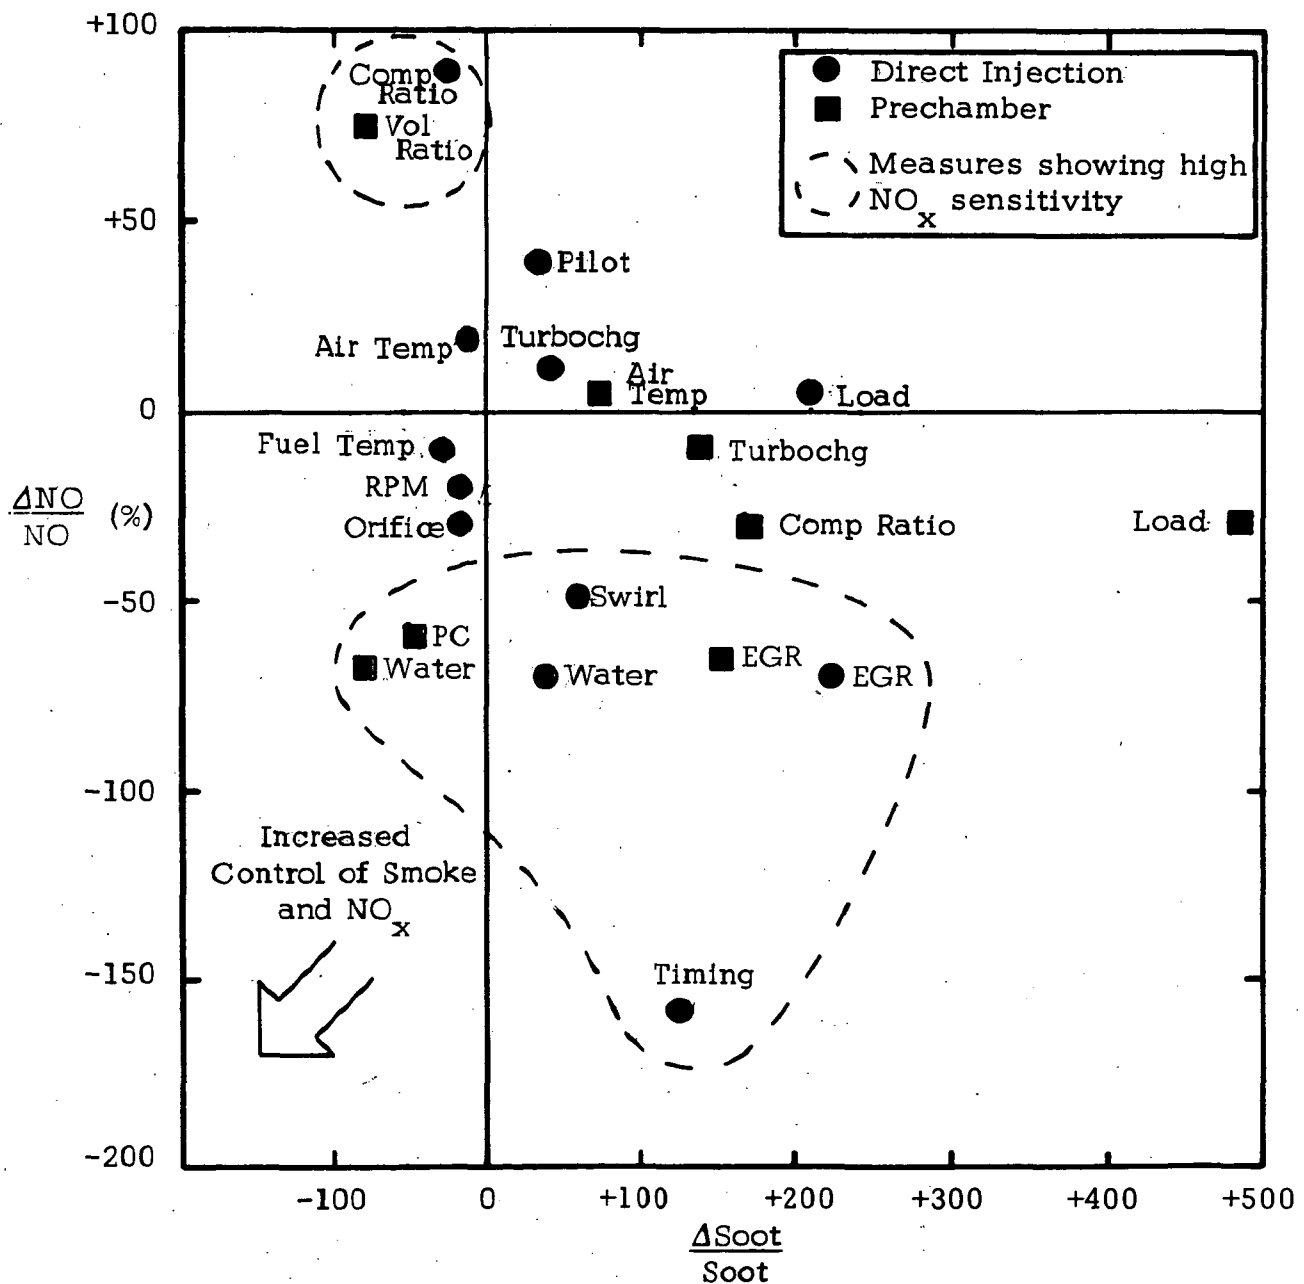 +100
Comp
Ratio
Vol
Ratio
Direct Injection
Prechamber
Measures showing high
NOx sensitivity
+50
Pilot
Air Temp
Turbochg
Air
Temp
Load
0
Fuel Temp
Turbochg
RPM
ΔNO
NO
(%)
Orifice
Comp Ratio
Load
-50
Swirl
PC
Water
Water
EGR
EGR
-100
Increased
Control of Smoke
and NOx
-150
Timing
-200
-100
0
+100
+200
+300
+400
+500
ΔSoot
Soot